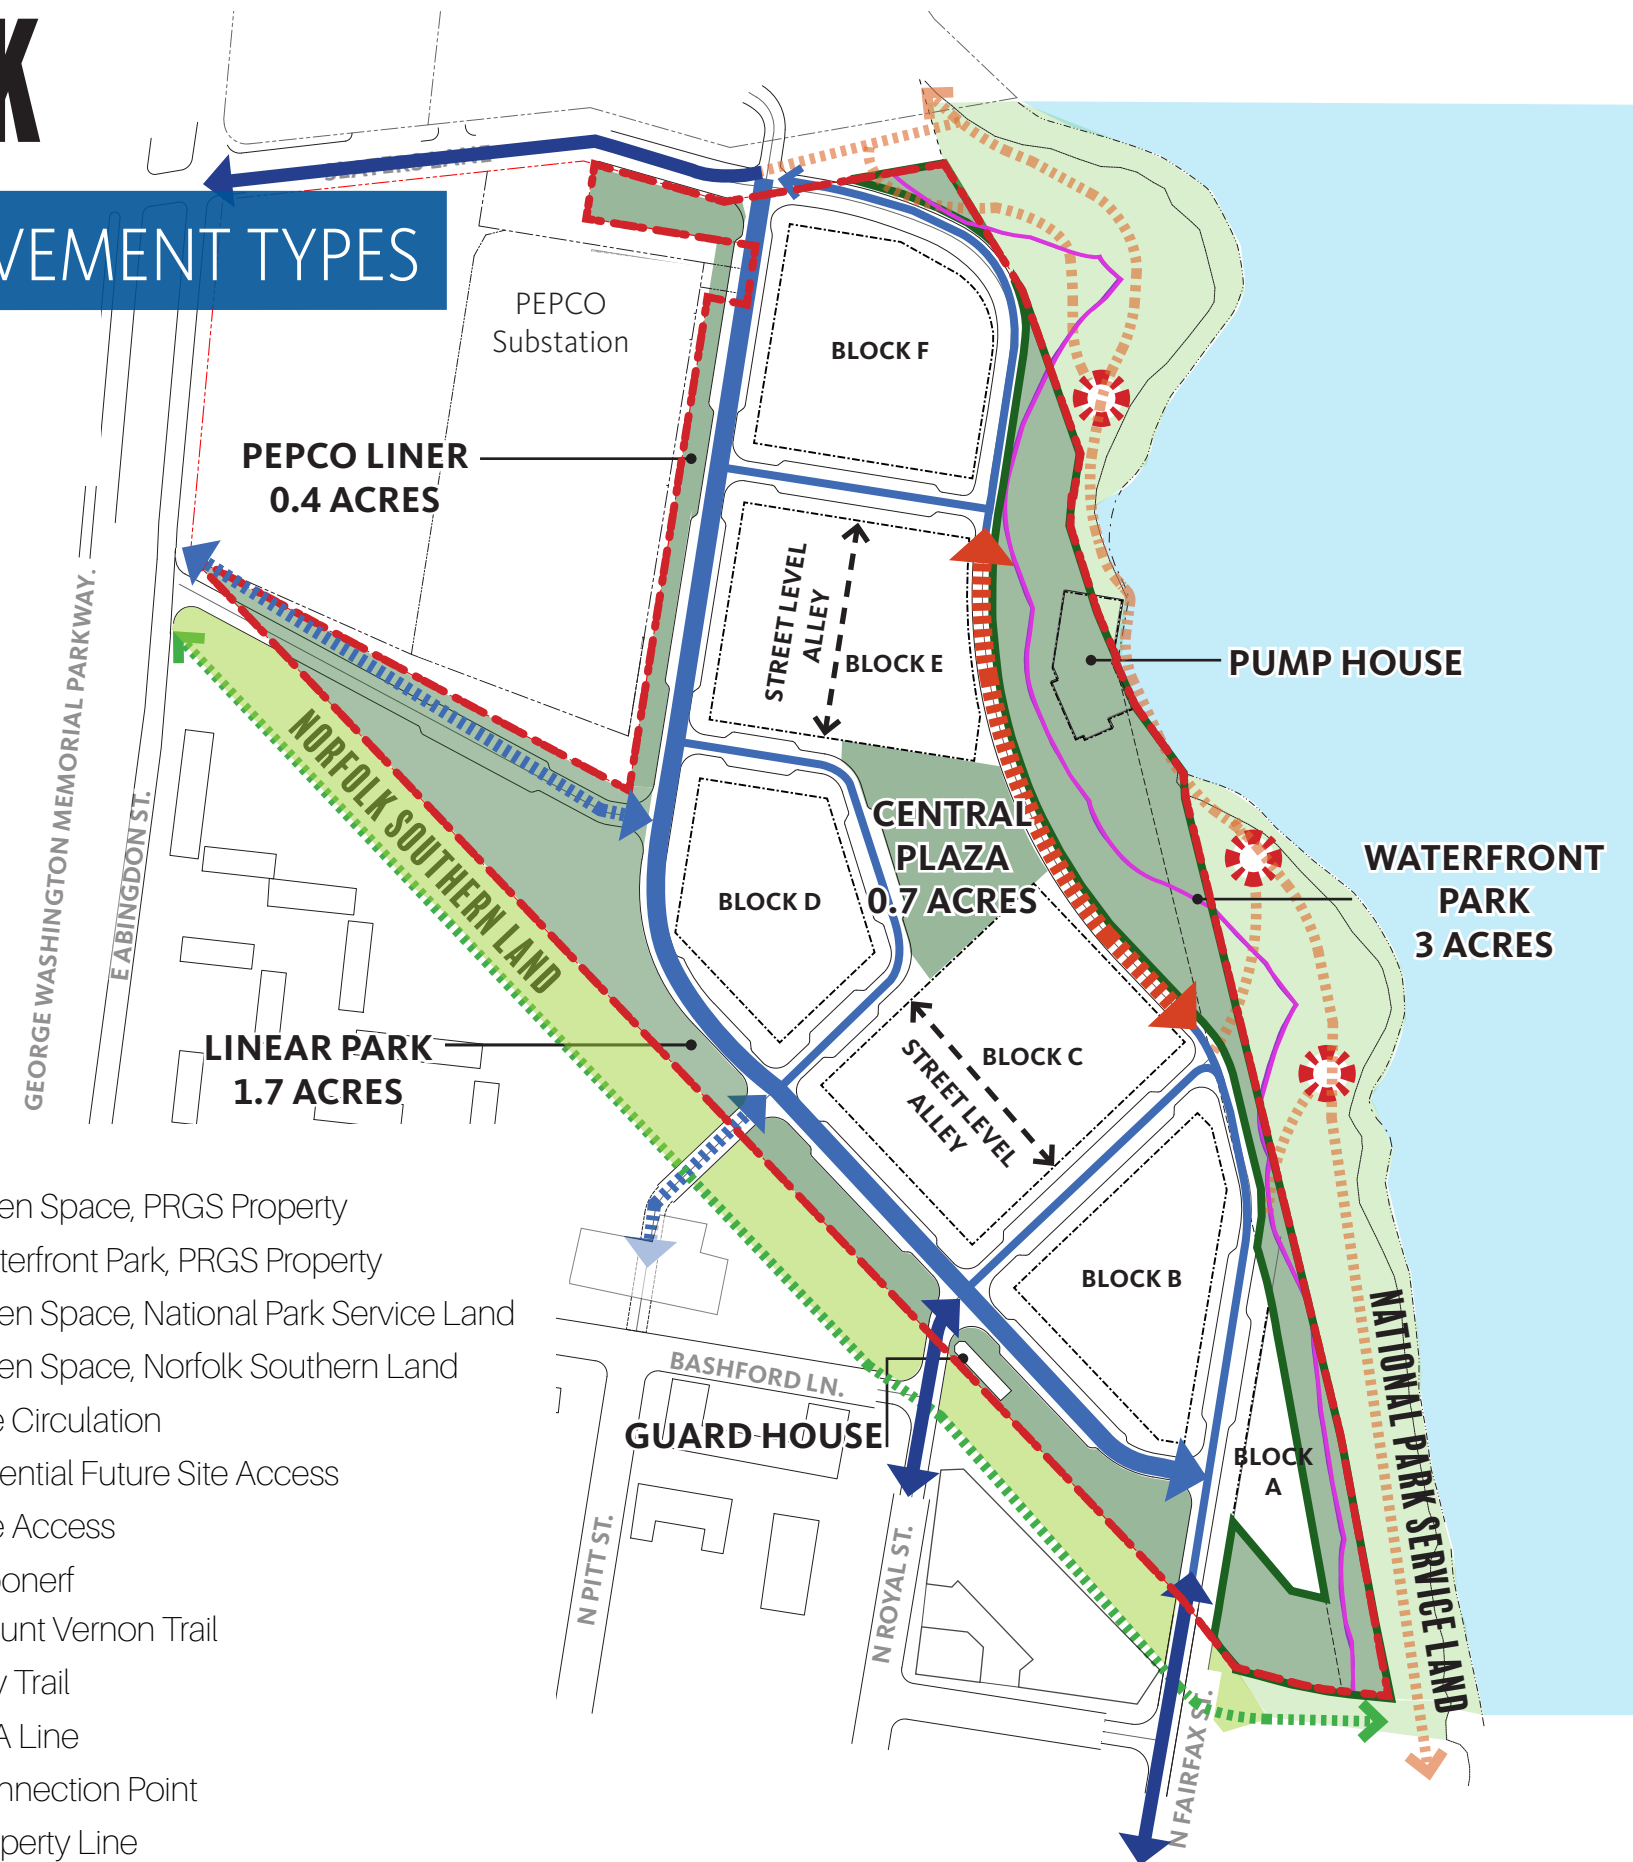 K
VEMENT TYPES
SLATERS LANE
PEPCO
Substation
BLOCK F
PEPCO LINER
0.4 ACRES
STREET LEVEL
ALLEY
BLOCK E
PUMP HOUSE
GEORGE WASHINGTON MEMORIAL PARKWAY.
E ABINGDON ST.
NORFOLK SOUTHERN LAND
CENTRAL
PLAZA
0.7 ACRES
BLOCK D
WATERFRONT
PARK
3 ACRES
LINEAR PARK
1.7 ACRES
BLOCK C
STREET LEVEL
ALLEY
BLOCK B
BASHFORD LN.
GUARD HOUSE
BLOCK
A
NATIONAL PARK SERVICE LAND
N PITT ST.
N ROYAL ST.
N FAIRFAX ST.
en Space, PRGS Property
terfront Park, PRGS Property
en Space, National Park Service Land
en Space, Norfolk Southern Land
e Circulation
ential Future Site Access
e Access
onerf
unt Vernon Trail
y Trail
A Line
nnection Point
perty Line